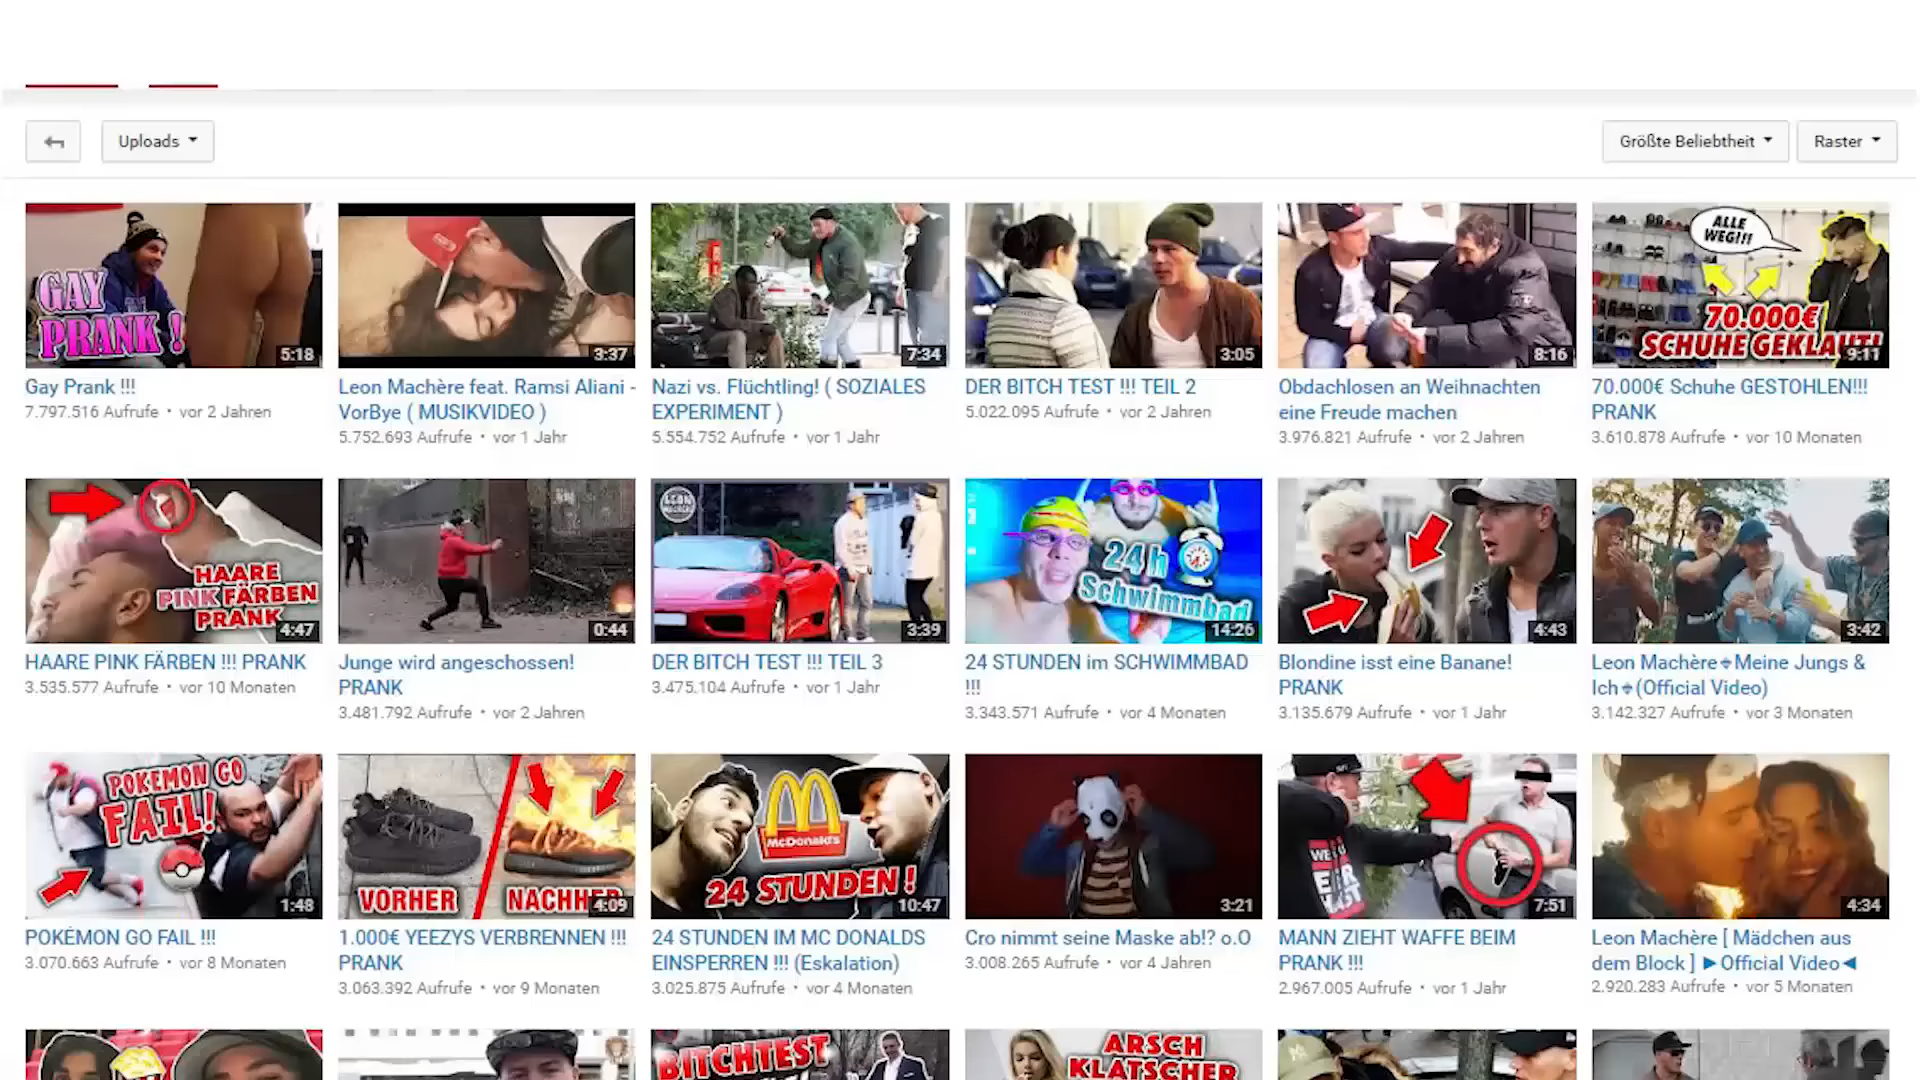 Uploads
Größte Beliebtheit
Raster
GAY
PRANK !
5:18
3:37
7:34
3:05
8:16
ALLE
WEG!!!
70.000€
SCHUHE GEKLAUT!
9:11
Gay Prank !!!
7.797.516 Aufrufe • vor 2 Jahren
Leon Machère feat. Ramsi Aliani -
VorBye ( MUSIKVIDEO )
5.752.693 Aufrufe • vor 1 Jahr
Nazi vs. Flüchtling! ( SOZIALES
EXPERIMENT )
5.554.752 Aufrufe • vor 1 Jahr
DER BITCH TEST !!! TEIL 2
5.022.095 Aufrufe • vor 2 Jahren
Obdachlosen an Weihnachten
eine Freude machen
3.976.821 Aufrufe • vor 2 Jahren
70.000€ Schuhe GESTOHLEN!!!
PRANK
3.610.878 Aufrufe • vor 10 Monaten
HAARE
PINK FÄRBEN
PRANK
4:47
0:44
LEON
MACHERE
3:39
24h
Schwimmbad
14:26
4:43
3:42
HAARE PINK FÄRBEN !!! PRANK
3.535.577 Aufrufe • vor 10 Monaten
Junge wird angeschossen!
PRANK
3.481.792 Aufrufe • vor 2 Jahren
DER BITCH TEST !!! TEIL 3
3.475.104 Aufrufe • vor 1 Jahr
24 STUNDEN im SCHWIMMBAD
!!!
3.343.571 Aufrufe • vor 4 Monaten
Blondine isst eine Banane!
PRANK
3.135.679 Aufrufe • vor 1 Jahr
Leon Machère♦Meine Jungs &
Ich♦(Official Video)
3.142.327 Aufrufe • vor 3 Monaten
POKEMON GO
FAIL!
1:48
VORHER
NACHHER
4:09
McDonald's
24 STUNDEN !
10:47
3:21
7:51
4:34
POKÉMON GO FAIL !!!
3.070.663 Aufrufe • vor 8 Monaten
1.000€ YEEZYS VERBRENNEN !!!
PRANK
3.063.392 Aufrufe • vor 9 Monaten
24 STUNDEN IM MC DONALDS
EINSPERREN !!! (Eskalation)
3.025.875 Aufrufe • vor 4 Monaten
Cro nimmt seine Maske ab!? o.O
3.008.265 Aufrufe • vor 4 Jahren
MANN ZIEHT WAFFE BEIM
PRANK !!!
2.967.005 Aufrufe • vor 1 Jahr
Leon Machère [ Mädchen aus
dem Block ] ►Official Video◄
2.920.283 Aufrufe • vor 5 Monaten
BITCHTEST
ARSCH
KLATSCHER